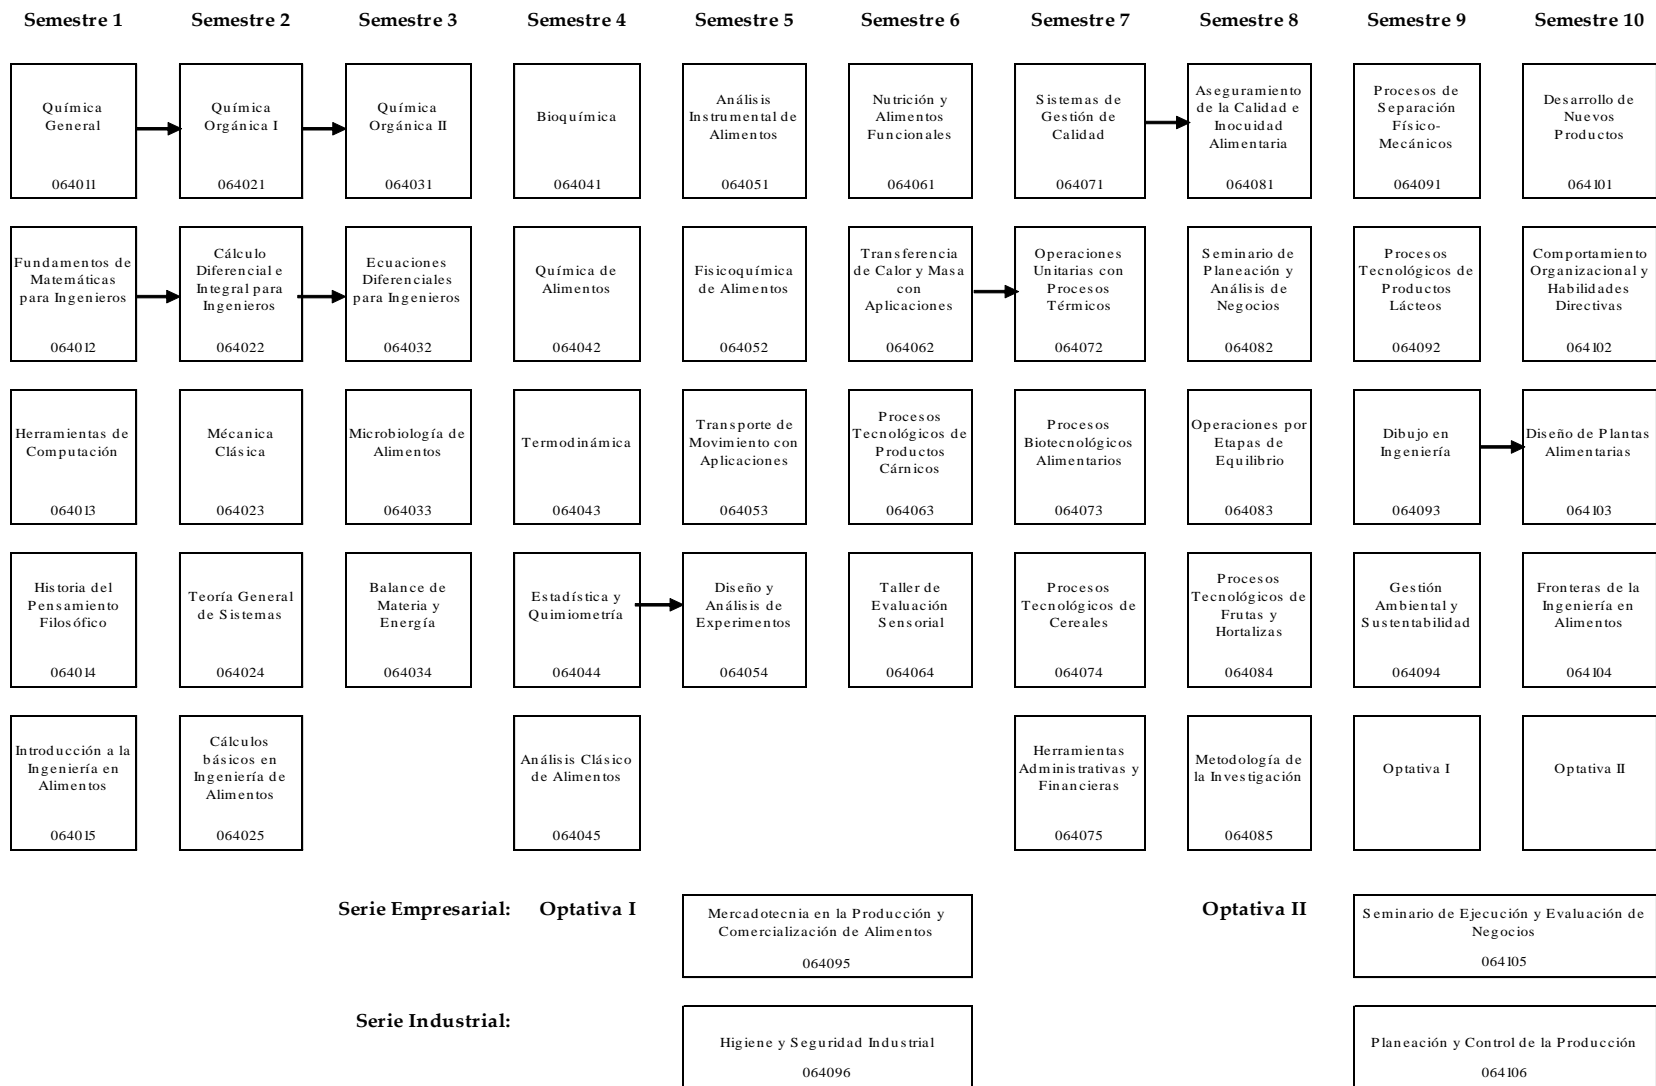 Semestre 1 Semestre 2 Semestre 3 Semestre 4 Semestre 5 Semestre 6 Semestre 7 Semestre 8 Semestre 9 Semestre 10
Química
General
064011
Química
Orgánica I
064021
Química
Orgánica II
064031
Bioquímica
064041
Análisis
Instrumental de
Alimentos
064051
Nutrición y
Alimentos
Funcionales
064061
Sistemas de
Gestión de
Calidad
064071
Aseguramiento
de la Calidad e
Inocuidad
Alimentaria
064081
Procesos de
Separación
Físico-
Mecánicos
064091
Desarrollo de
Nuevos
Productos
064101
Fundamentos de
Matemáticas
para Ingenieros
064012
Cálculo
Diferencial e
Integral para
Ingenieros
064022
Ecuaciones
Diferenciales
para Ingenieros
064032
Química de
Alimentos
064042
Fisicoquímica
de Alimentos
064052
Transferencia
de Calor y Masa
con
Aplicaciones
064062
Operaciones
Unitarias con
Procesos
Térmicos
064072
Seminario de
Planeación y
Análisis de
Negocios
064082
Procesos
Tecnológicos de
Productos
Lácteos
064092
Comportamiento
Organizacional y
Habilidades
Directivas
064102
Herramientas de
Computación
064013
Mécanica
Clásica
064023
Microbiología de
Alimentos
064033
Termodinámica
064043
Transporte de
Movimiento con
Aplicaciones
064053
Procesos
Tecnológicos de
Productos
Cárnicos
064063
Procesos
Biotecnológicos
Alimentarios
064073
Operaciones por
Etapas de
Equilibrio
064083
Dibujo en
Ingeniería
064093
Diseño de Plantas
Alimentarias
064103
Historia del
Pensamiento
Filosófico
064014
Teoría General
de Sistemas
064024
Balance de
Materia y
Energía
064034
Estadística y
Quimiometría
064044
Diseño y
Análisis de
Experimentos
064054
Taller de
Evaluación
Sensorial
064064
Procesos
Tecnológicos de
Cereales
064074
Procesos
Tecnológicos de
Frutas y
Hortalizas
064084
Gestión
Ambiental y
Sustentabilidad
064094
Fronteras de la
Ingeniería en
Alimentos
064104
Introducción a la
Ingeniería en
Alimentos
064015
Cálculos
básicos en
Ingeniería de
Alimentos
064025
Análisis Clásico
de Alimentos
064045
Herramientas
Administrativas y
Financieras
064075
Metodología de
la Investigación
064085
Optativa I
Optativa II
Serie Empresarial: Optativa I
Mercadotecnia en la Producción y
Comercialización de Alimentos
064095
Optativa II
Seminario de Ejecución y Evaluación de
Negocios
064105
Serie Industrial:
Higiene y Seguridad Industrial
064096
Planeación y Control de la Producción
064106